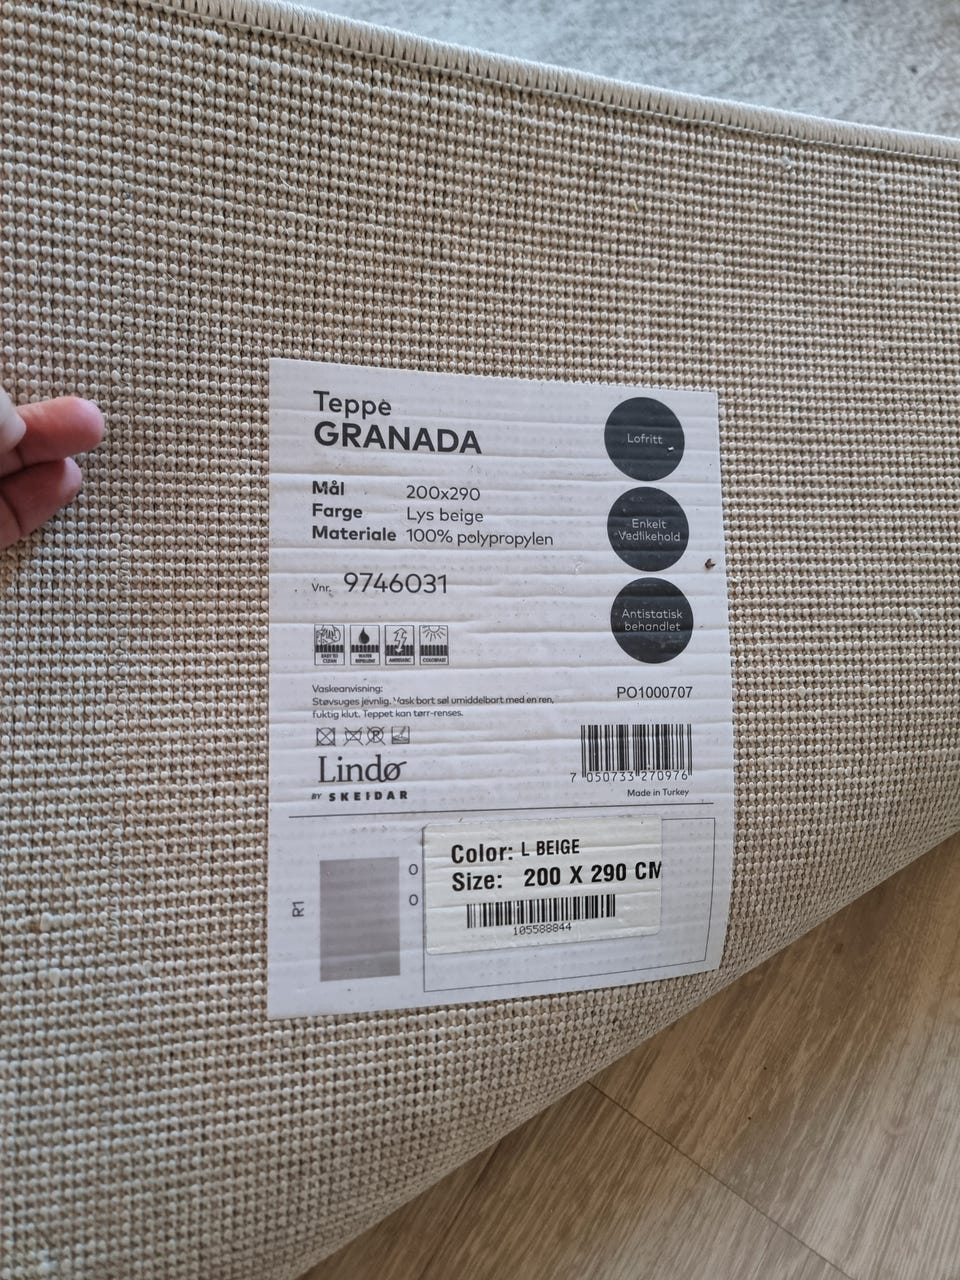 Teppe
GRANADA
Mål 200x290
Farge Lys beige
Materiale 100% polypropylen
Vnr. 9746031
Lofritt
Enkelt
Vedlikehold
Antistatisk
behandlet
EASY TO
CLEAN
WATER
REPELLENT
ANTISTATIC
COLORFAST
Vaskeanvisning:
Støvsuges jevnlig. Vask bort søl umiddelbart med en ren,
fuktig klut. Teppet kan tørr-renses.
PO1000707
7 050733 270976
Made in Turkey
Lindø
BY SKEIDAR
R1
O
O
Color: L BEIGE
Size: 200 X 290 CM
105588844